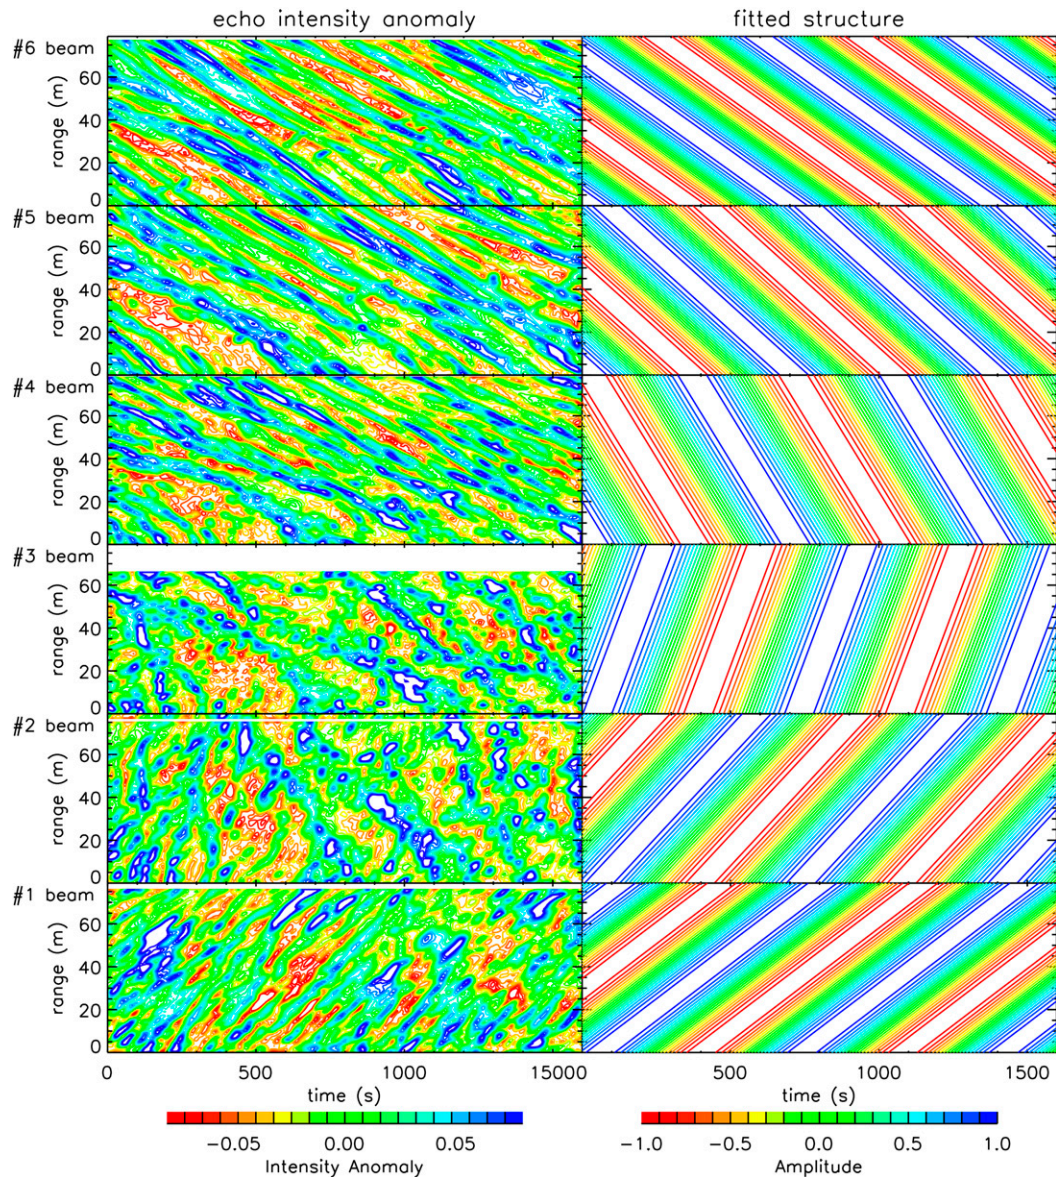 echo intensity anomaly fitted structure
#6 beam
range (m)
60
40
20
0
#5 beam
range (m)
60
40
20
0
#4 beam
range (m)
60
40
20
0
#3 beam
range (m)
60
40
20
0
#2 beam
range (m)
60
40
20
0
#1 beam
range (m)
60
40
20
0
0 500 1000 15000 500 1000 1500
time (s) time (s)
−0.05 0.00 0.05 −1.0 −0.5 0.0 0.5 1.0
Intensity Anomaly Amplitude